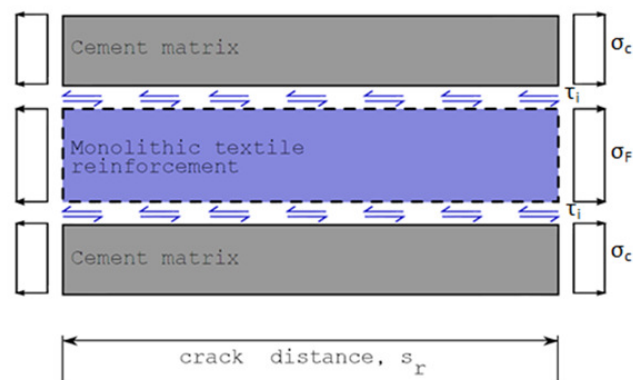 Cement matrix
σc
τi
Monolithic textile
reinforcement
σF
τi
Cement matrix
σc
crack distance, sr